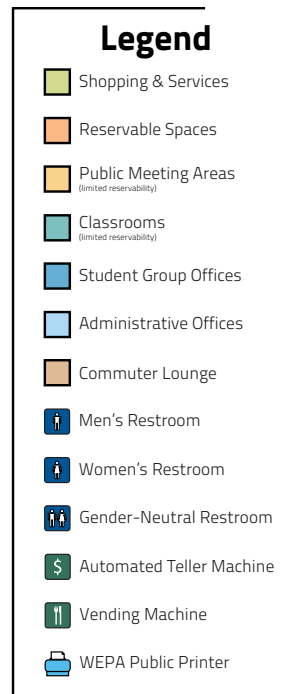 Legend
Shopping & Services
Reservable Spaces
Public Meeting Areas
(limited reservability)
Classrooms
(limited reservability)
Student Group Offices
Administrative Offices
Commuter Lounge
Men's Restroom
Women's Restroom
Gender-Neutral Restroom
$ Automated Teller Machine
Vending Machine
WEPA Public Printer